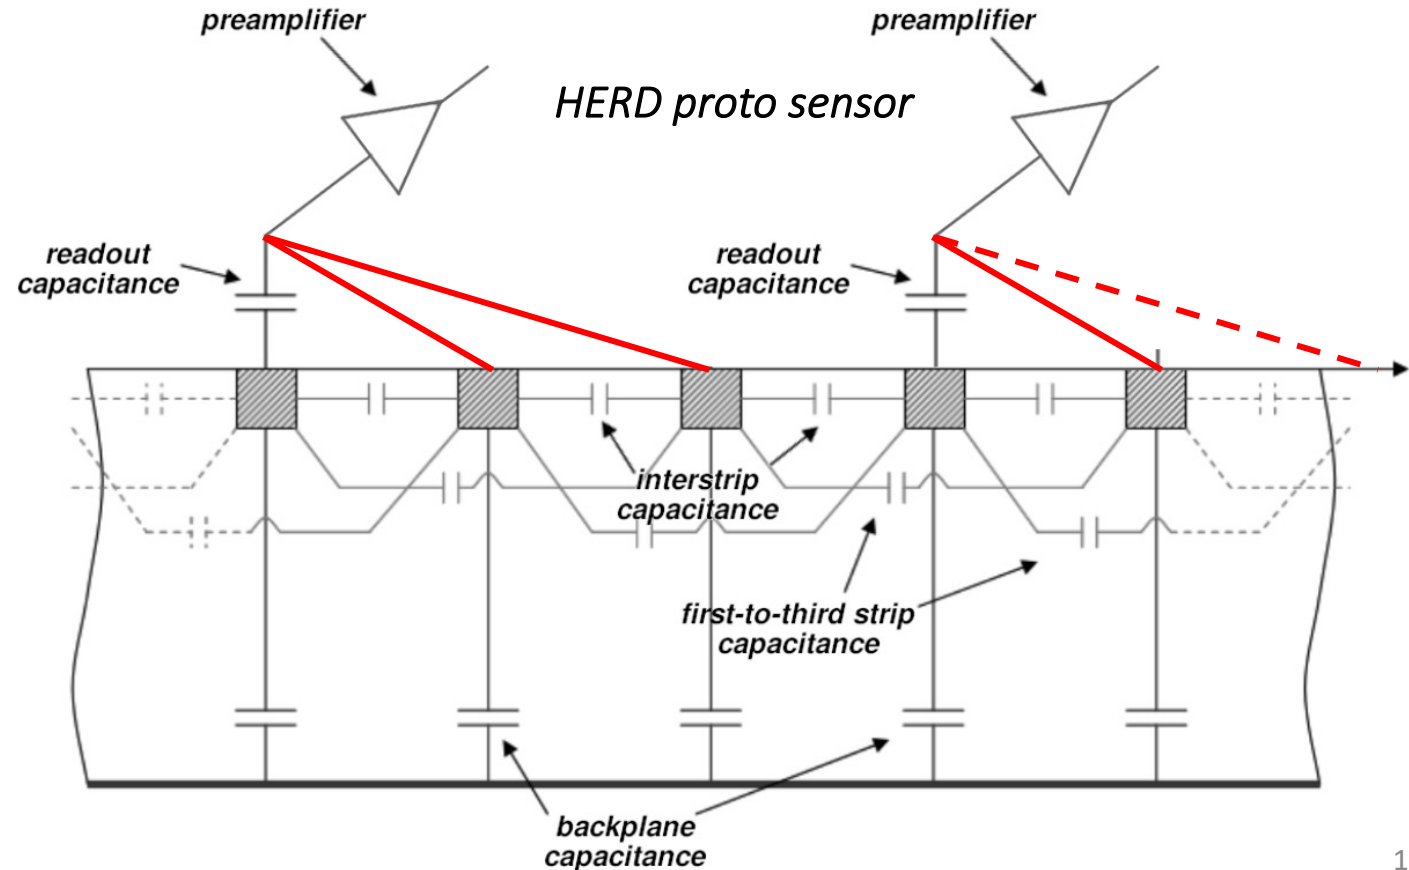 preamplifier
preamplifier
HERD proto sensor
readout
capacitance
readout
capacitance
interstrip
capacitance
first-to-third strip
capacitance
backplane
capacitance
1